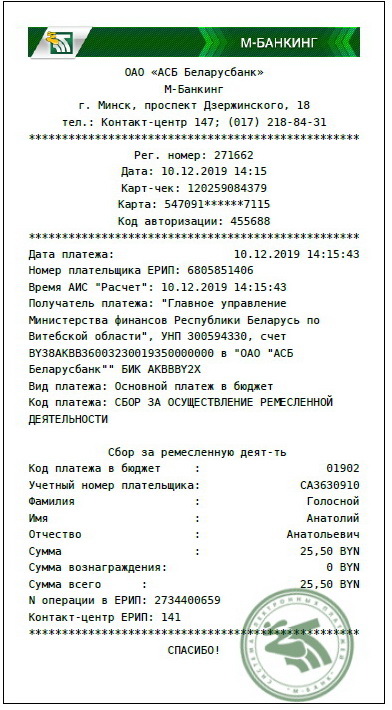 М-БАНКИНГ
ОАО «АСБ Беларусбанк»
М-Банкинг
г. Минск, проспект Дзержинского, 18
тел.: Контакт-центр 147; (017) 218-84-31
**************************************************
Рег. номер: 271662
Дата: 10.12.2019 14:15
Карт-чек: 120259084379
Карта: 547091******7115
Код авторизации: 455688
**************************************************
Дата платежа: 10.12.2019 14:15:43
Номер плательщика ЕРИП: 6805851406
Время АИС "Расчет": 10.12.2019 14:15:43
Получатель платежа: "Главное управление
Министерства финансов Республики Беларусь по
Витебской области", УНП 300594330, счет
BY38AKBB36003230019350000000 в "ОАО "АСБ
Беларусбанк"" БИК AKBBBY2X
Вид платежа: Основной платеж в бюджет
Код платежа: СБОР ЗА ОСУЩЕСТВЛЕНИЕ РЕМЕСЛЕННОЙ
ДЕЯТЕЛЬНОСТИ
Сбор за ремесленную деят-ть
Код платежа в бюджет : 01902
Учетный номер плательщика: СА3630910
Фамилия : Голосной
Имя : Анатолий
Отчество : Анатольевич
Сумма : 25,50 BYN
Сумма вознаграждения: 0 BYN
Сумма всего : 25,50 BYN
N операции в ЕРИП: 2734400659
Контакт-центр ЕРИП: 141
**************************************************
СПАСИБО!